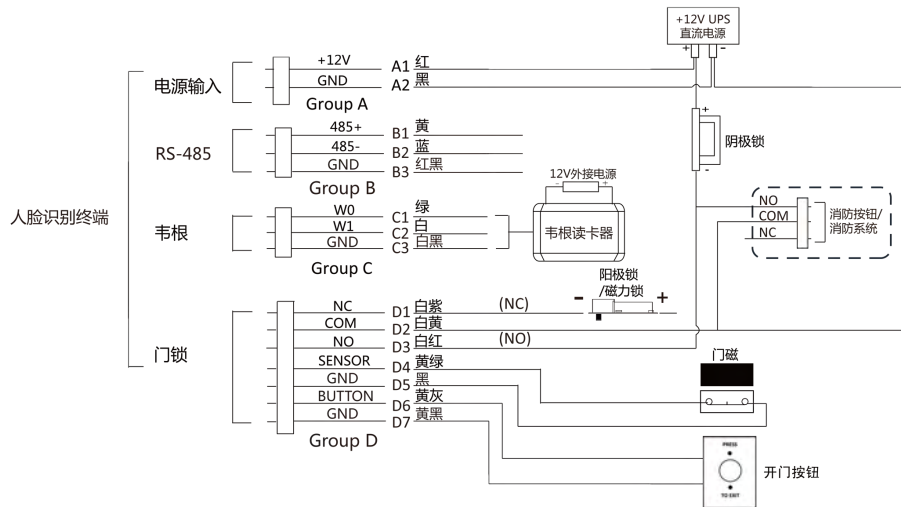 +12V UPS
直流电源
+ -
电源输入
+12V
A1 红
GND
A2 黑
Group A
+
阴极锁
-
RS-485
485+
B1 黄
485-
B2 蓝
GND
B3 红黑
Group B
人脸识别终端
韦根
W0
C1 绿
W1
C2 白
GND
C3 白黑
Group C
12V外接电源
- +
韦根读卡器
NO
COM
NC
消防按钮/
消防系统
阳极锁
/磁力锁
- +
门锁
NC
D1 白紫
(NC)
COM
D2 白黄
NO
D3 白红
(NO)
SENSOR
D4 黄绿
GND
D5 黑
BUTTON
D6 黄灰
GND
D7 黄黑
Group D
门磁
PRESS
TO EXIT
开门按钮